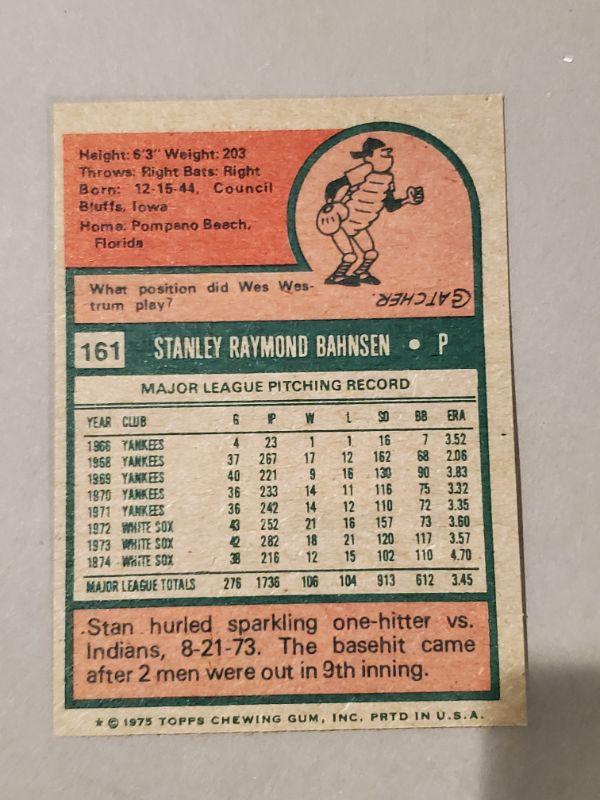 Height: 6'3" Weight: 203
Throws: Right Bats: Right
Born: 12-15-44, Council
Bluffs, Iowa
Home: Pompano Beach,
Florida
What position did Wes Wes-
trum play?
CATCHER.
161 STANLEY RAYMOND BAHNSEN • P
MAJOR LEAGUE PITCHING RECORD
YEAR CLUB G IP W L SO BB ERA
1966 YANKEES 4 23 1 1 16 7 3.52
1968 YANKEES 37 267 17 12 162 68 2.06
1969 YANKEES 40 221 9 16 130 90 3.83
1970 YANKEES 36 233 14 11 116 75 3.32
1971 YANKEES 36 242 14 12 110 72 3.35
1972 WHITE SOX 43 252 21 16 157 73 3.60
1973 WHITE SOX 42 282 18 21 120 117 3.57
1974 WHITE SOX 38 216 12 15 102 110 4.70
MAJOR LEAGUE TOTALS 276 1736 106 104 913 612 3.45
Stan hurled sparkling one-hitter vs.
Indians, 8-21-73. The basehit came
after 2 men were out in 9th inning.
* © 1975 TOPPS CHEWING GUM, INC. PRTD IN U.S.A.